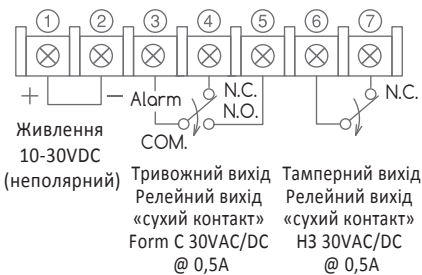 1 2 3 4 5 6 7
+ − Alarm N.C. N.O. COM. N.C.
Живлення
10-30VDC
(неполярний)
Тривожний вихід
Релейний вихід
«сухий контакт»
Form C 30VAC/DC
@ 0,5A
Тамперний вихід
Релейний вихід
«сухий контакт»
НЗ 30VAC/DC
@ 0,5A